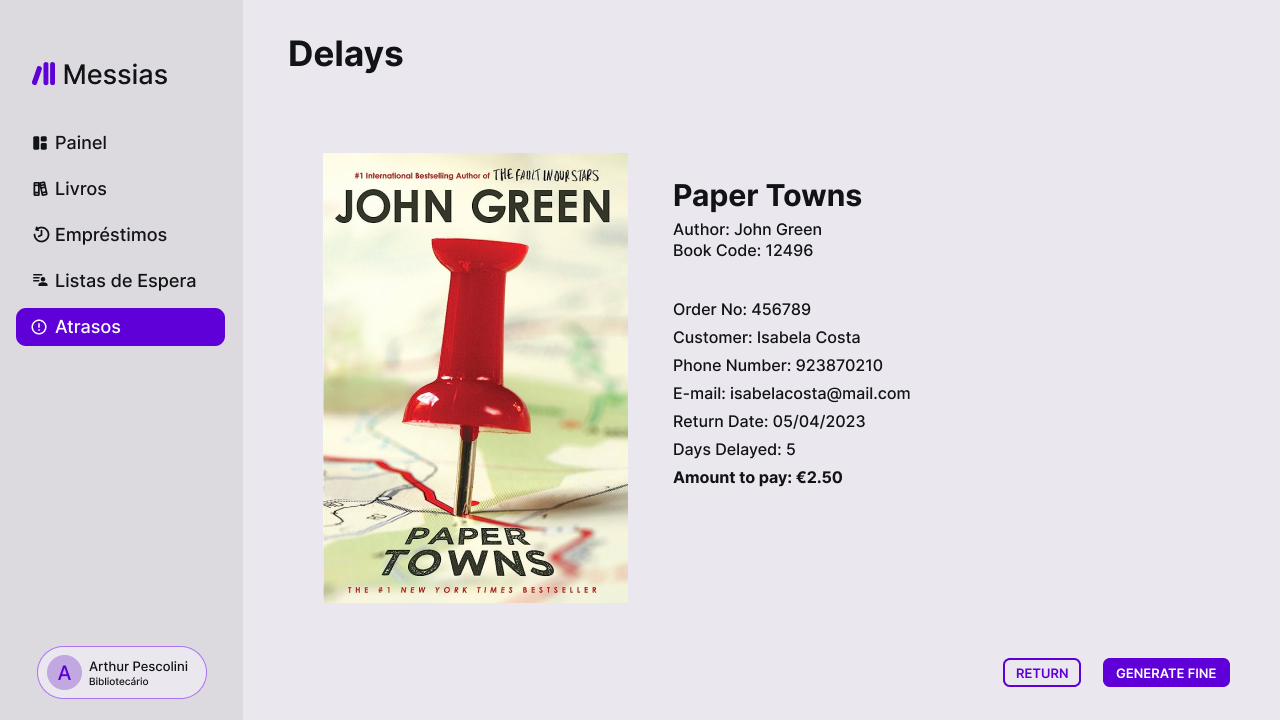 Messias
Painel
Livros
Empréstimos
Listas de Espera
Atrasos
A
Arthur Pescolini
Bibliotecário
Delays
#1 International Bestselling Author of THE FAULT IN OUR STARS
JOHN GREEN
PAPER
TOWNS
THE #1 NEW YORK TIMES BESTSELLER
Paper Towns
Author: John Green
Book Code: 12496
Order No: 456789
Customer: Isabela Costa
Phone Number: 923870210
E-mail: isabelacosta@mail.com
Return Date: 05/04/2023
Days Delayed: 5
Amount to pay: €2.50
RETURN
GENERATE FINE